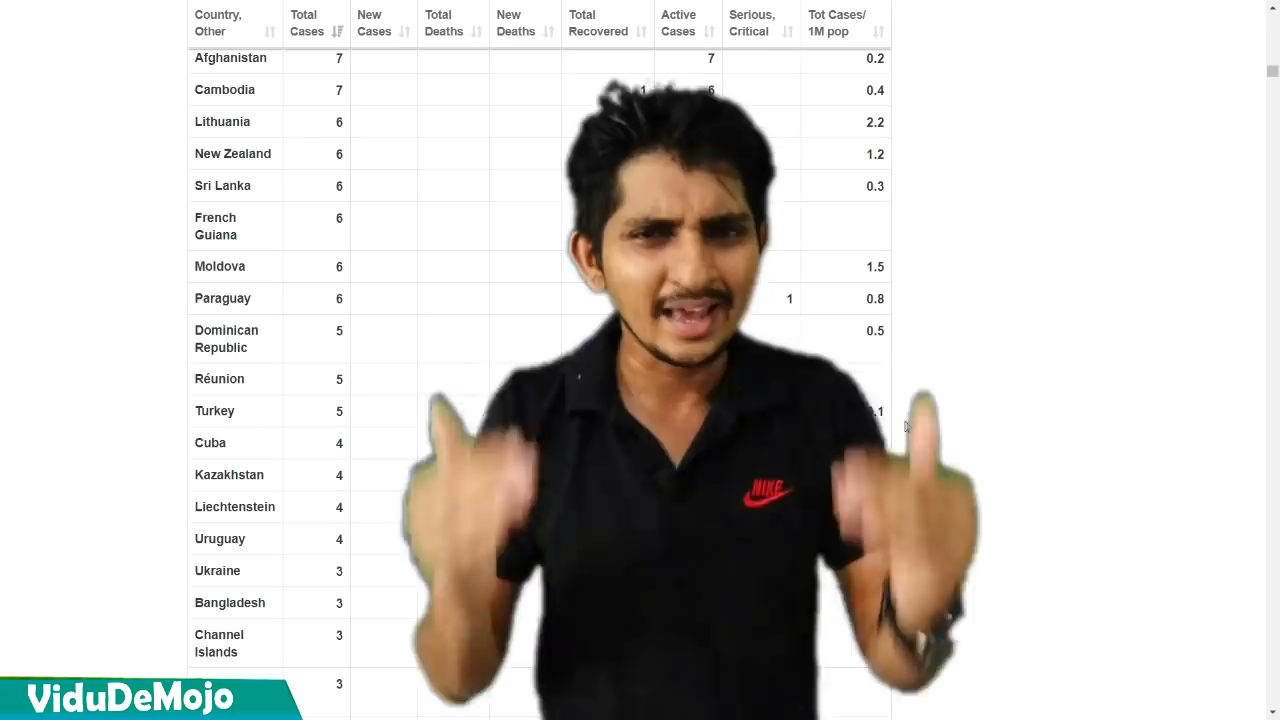 Country, Other Total Cases New Cases Total Deaths New Deaths Total Recovered Active Cases Serious, Critical Tot Cases/ 1M pop
Afghanistan 7 7 0.2
Cambodia 7 1 6 0.4
Lithuania 6 2.2
New Zealand 6 1.2
Sri Lanka 6 0.3
French Guiana 6
Moldova 6 1.5
Paraguay 6 1 0.8
Dominican Republic 5 0.5
Réunion 5
Turkey 5 .1
Cuba 4
Kazakhstan 4
Liechtenstein 4
Uruguay 4
Ukraine 3
Bangladesh 3
Channel Islands 3
3
NIKE
ViduDeMojo